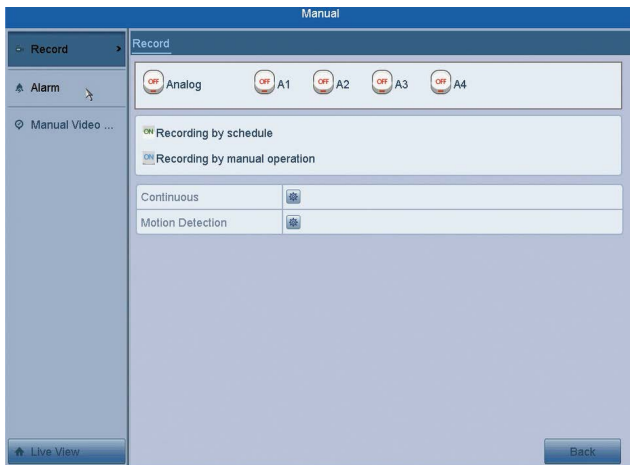 Manual
Record
Alarm
Manual Video ...
Live View
Record
OFF Analog OFF A1 OFF A2 OFF A3 OFF A4
ON Recording by schedule
ON Recording by manual operation
Continuous
Motion Detection
Back